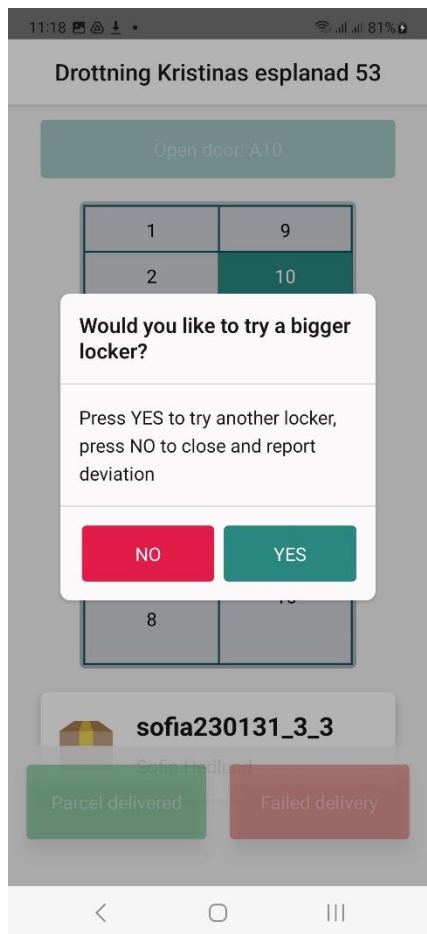 11:18
81%
Drottning Kristinas esplanad 53
Open door: A10
1
9
2
10
Would you like to try a bigger
locker?
Press YES to try another locker,
press NO to close and report
deviation
NO
YES
8
sofia230131_3_3
Sofia Hedlund
Parcel delivered
Failed delivery